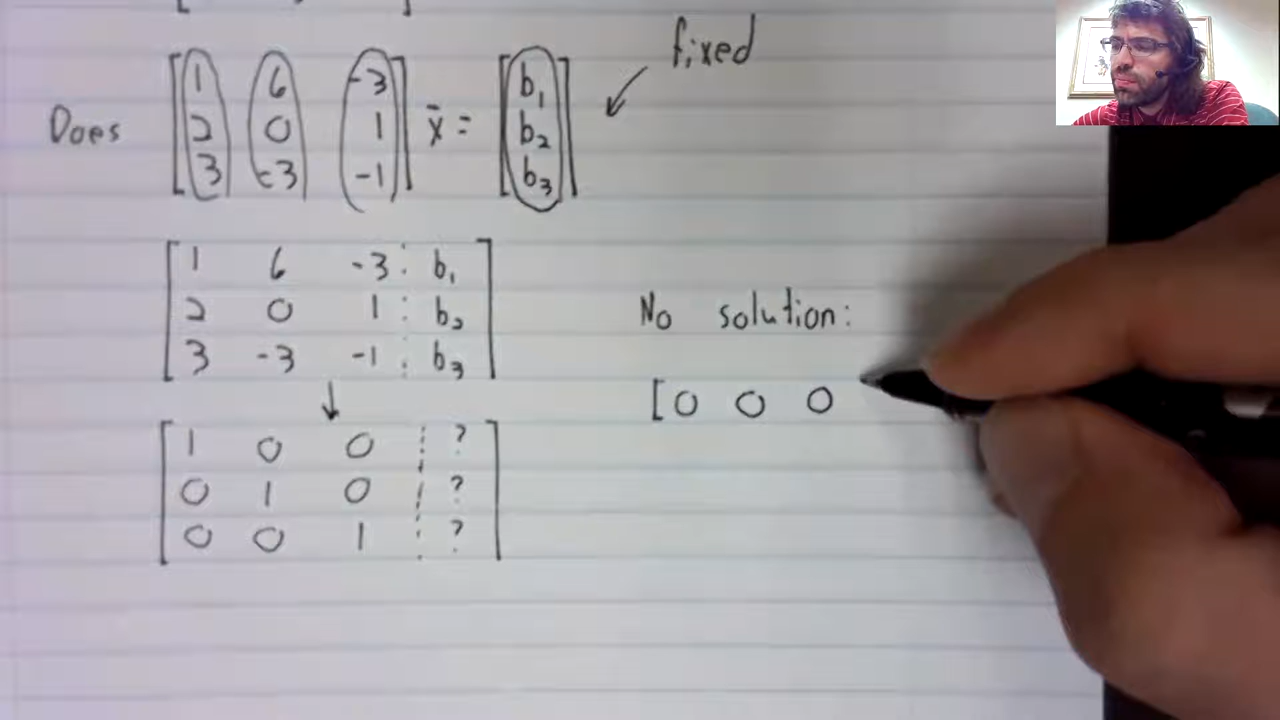 fixed
Does [1 6 -3] x̄ = [b₁]
[2 0 1] [b₂]
[3 -3 -1] [b₃]
[1 6 -3 : b₁]
[2 0 1 : b₂]
[3 -3 -1 : b₃]
↓
No solution:
[0 0 0
[1 0 0 ¦ ?]
[0 1 0 ¦ ?]
[0 0 1 ¦ ?]